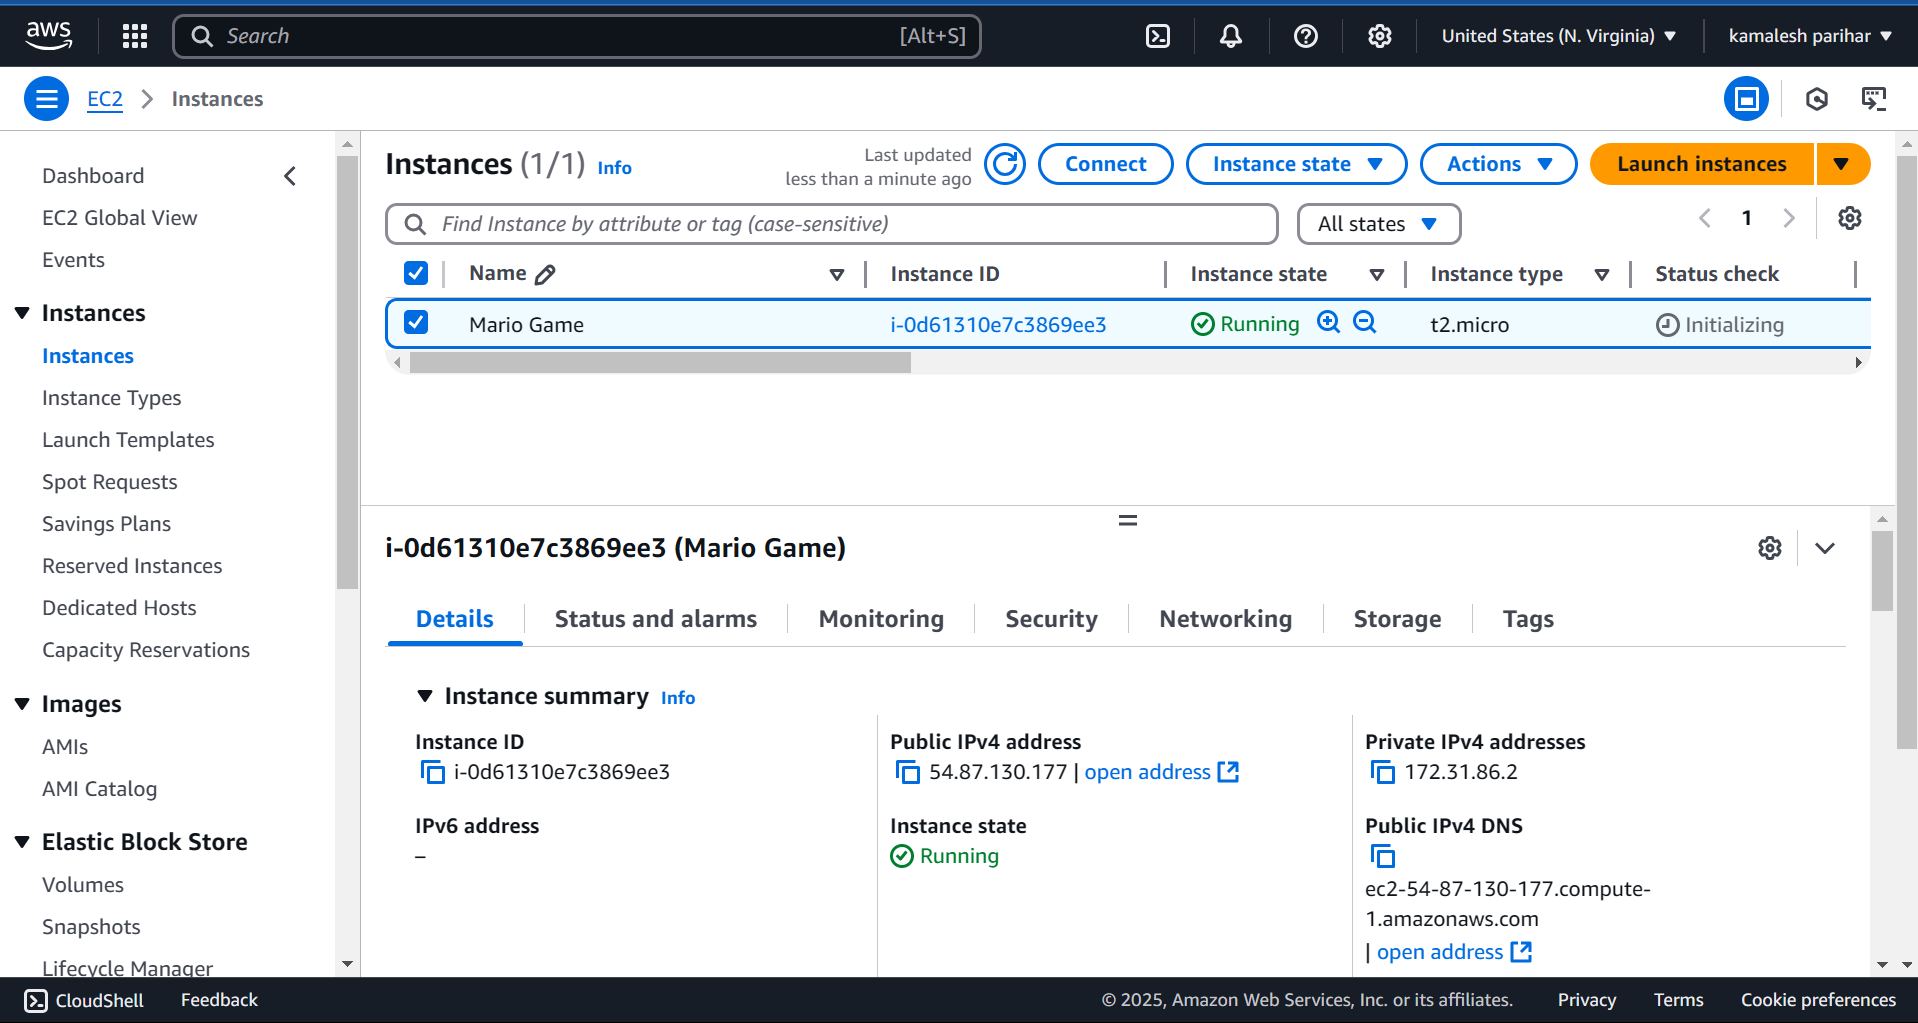 aws
Search [Alt+S]
United States (N. Virginia)
kamalesh parihar
EC2
Instances
Dashboard
EC2 Global View
Events
Instances
Instances
Instance Types
Launch Templates
Spot Requests
Savings Plans
Reserved Instances
Dedicated Hosts
Capacity Reservations
Images
AMIs
AMI Catalog
Elastic Block Store
Volumes
Snapshots
Lifecycle Manager
Instances (1/1) Info
Last updated
less than a minute ago
Connect
Instance state
Actions
Launch instances
Find Instance by attribute or tag (case-sensitive)
All states
1
Name Instance ID Instance state Instance type Status check
Mario Game i-0d61310e7c3869ee3 Running t2.micro Initializing
i-0d61310e7c3869ee3 (Mario Game)
Details Status and alarms Monitoring Security Networking Storage Tags
Instance summary Info
Instance ID
i-0d61310e7c3869ee3
IPv6 address
–
Public IPv4 address
54.87.130.177 | open address
Instance state
Running
Private IPv4 addresses
172.31.86.2
Public IPv4 DNS
ec2-54-87-130-177.compute-
1.amazonaws.com
| open address
CloudShell Feedback © 2025, Amazon Web Services, Inc. or its affiliates. Privacy Terms Cookie preferences